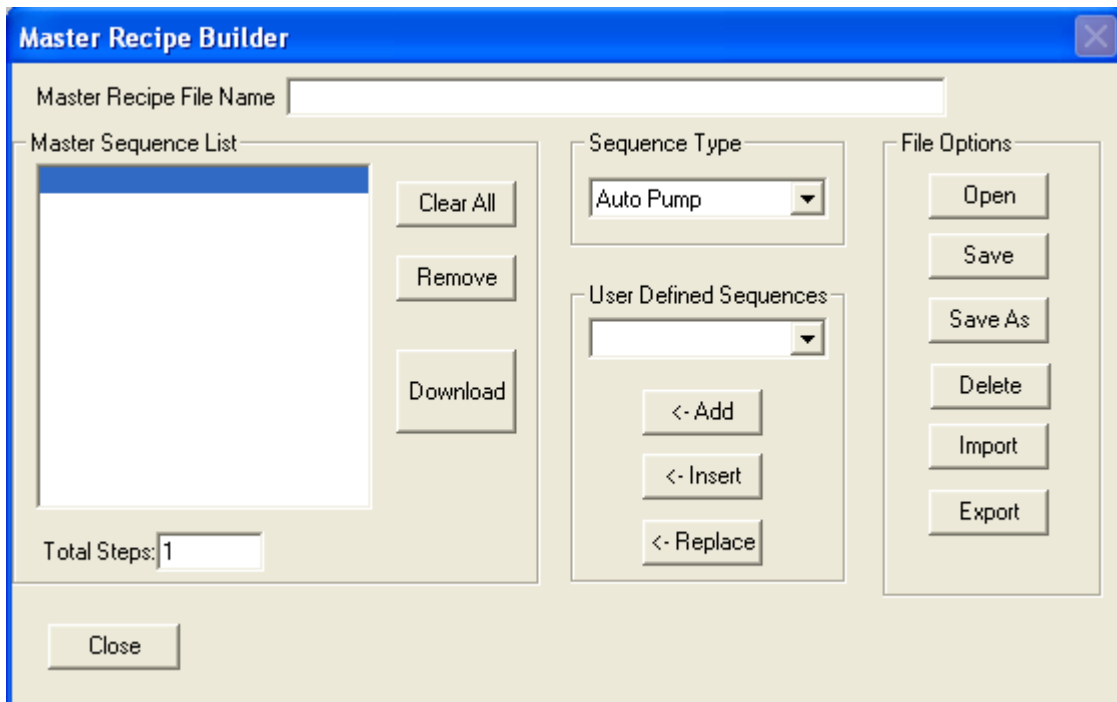 Master Recipe Builder
Master Recipe File Name
Master Sequence List
Clear All
Remove
Download
Total Steps: 1
Sequence Type
Auto Pump
User Defined Sequences
<- Add
<- Insert
<- Replace
File Options
Open
Save
Save As
Delete
Import
Export
Close